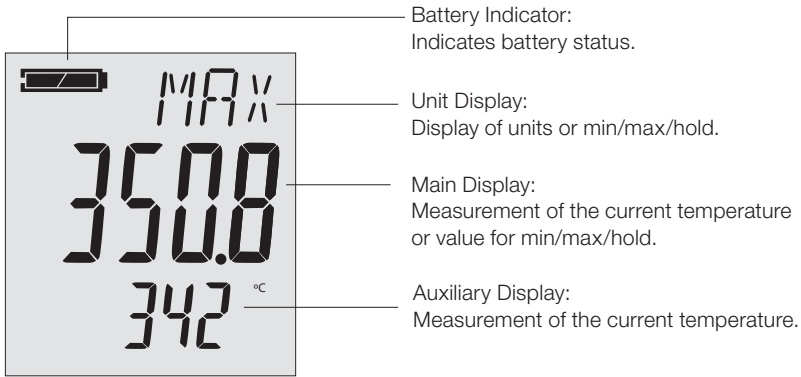 Battery Indicator:
Indicates battery status.
MAX
Unit Display:
Display of units or min/max/hold.
350.8
Main Display:
Measurement of the current temperature
or value for min/max/hold.
342 °C
Auxiliary Display:
Measurement of the current temperature.